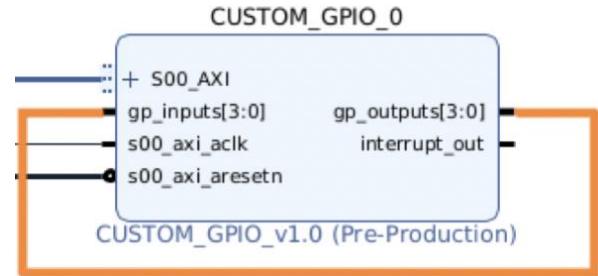 CUSTOM_GPIO_0
+ S00_AXI
gp_inputs[3:0] gp_outputs[3:0]
s00_axi_aclk interrupt_out
s00_axi_aresetn
CUSTOM_GPIO_v1.0 (Pre-Production)